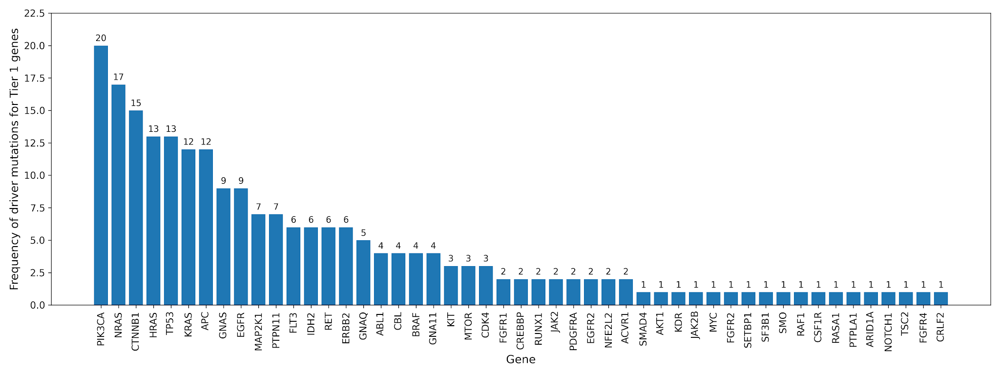 Frequency of driver mutations for Tier 1 genes
22.5
20.0
17.5
15.0
12.5
10.0
7.5
5.0
2.5
0.0
20 17 15 13 13 12 12 9 9 7 7 6 6 6 6 5 4 4 4 4 3 3 3 2 2 2 2 2 2 2 2 1 1 1 1 1 1 1 1 1 1 1 1 1 1 1 1 1 1
PIK3CA NRAS CTNNB1 HRAS TP53 KRAS APC GNAS EGFR MAP2K1 PTPN11 FLT3 IDH2 RET ERBB2 GNAQ ABL1 CBL BRAF GNA11 KIT MTOR CDK4 FGFR1 CREBBP RUNX1 JAK2 PDGFRA EGFR2 NFE2L2 ACVR1 SMAD4 AKT1 KDR JAK2B MYC FGFR2 SETBP1 SF3B1 SMO RAF1 CSF1R RASA1 PTPLA1 ARID1A NOTCH1 TSC2 FGFR4 CRLF2
Gene